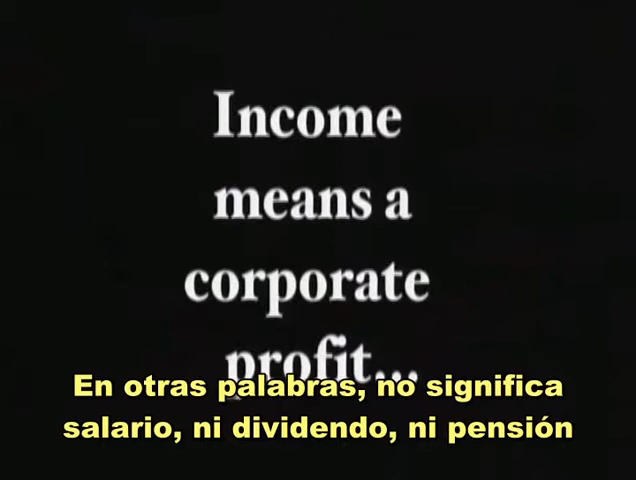 Income
means a
corporate
profit...
En otras palabras, no significa
salario, ni dividendo, ni pensión